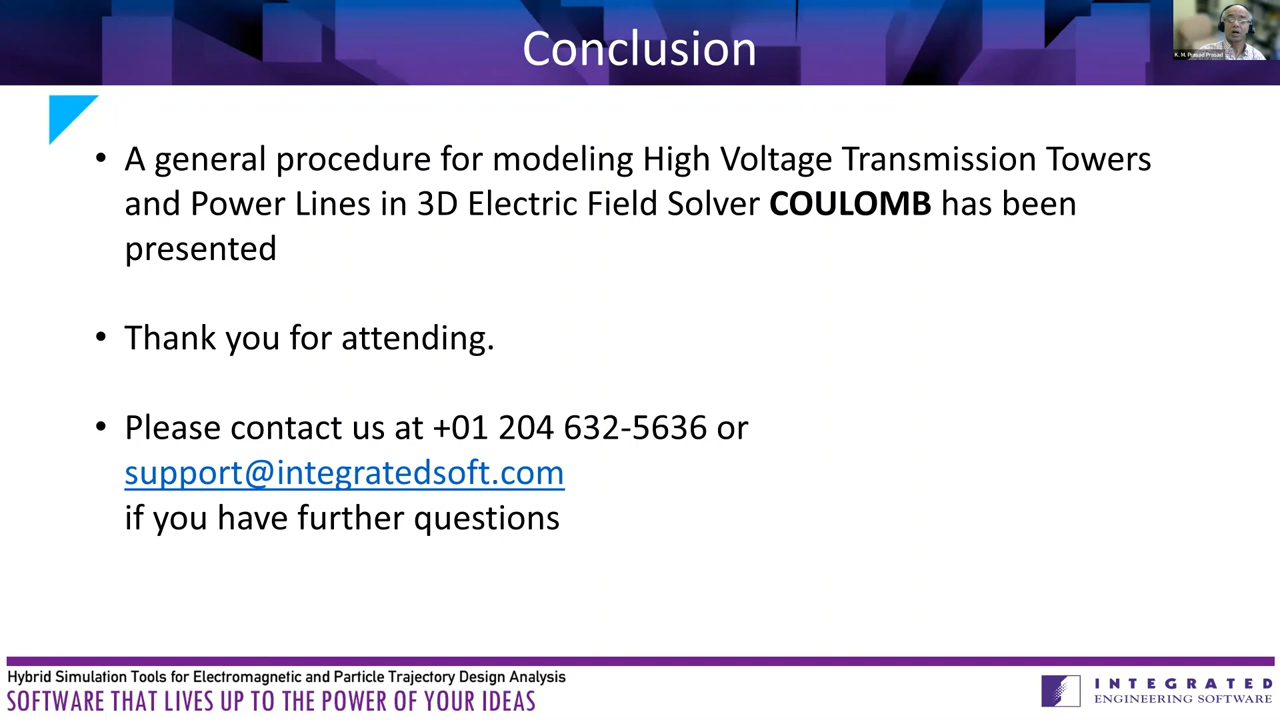 Conclusion
K. M. Prasad Prasad
• A general procedure for modeling High Voltage Transmission Towers
and Power Lines in 3D Electric Field Solver COULOMB has been
presented
• Thank you for attending.
• Please contact us at +01 204 632-5636 or
support@integratedsoft.com
if you have further questions
Hybrid Simulation Tools for Electromagnetic and Particle Trajectory Design Analysis
SOFTWARE THAT LIVES UP TO THE POWER OF YOUR IDEAS
INTEGRATED
ENGINEERING SOFTWARE